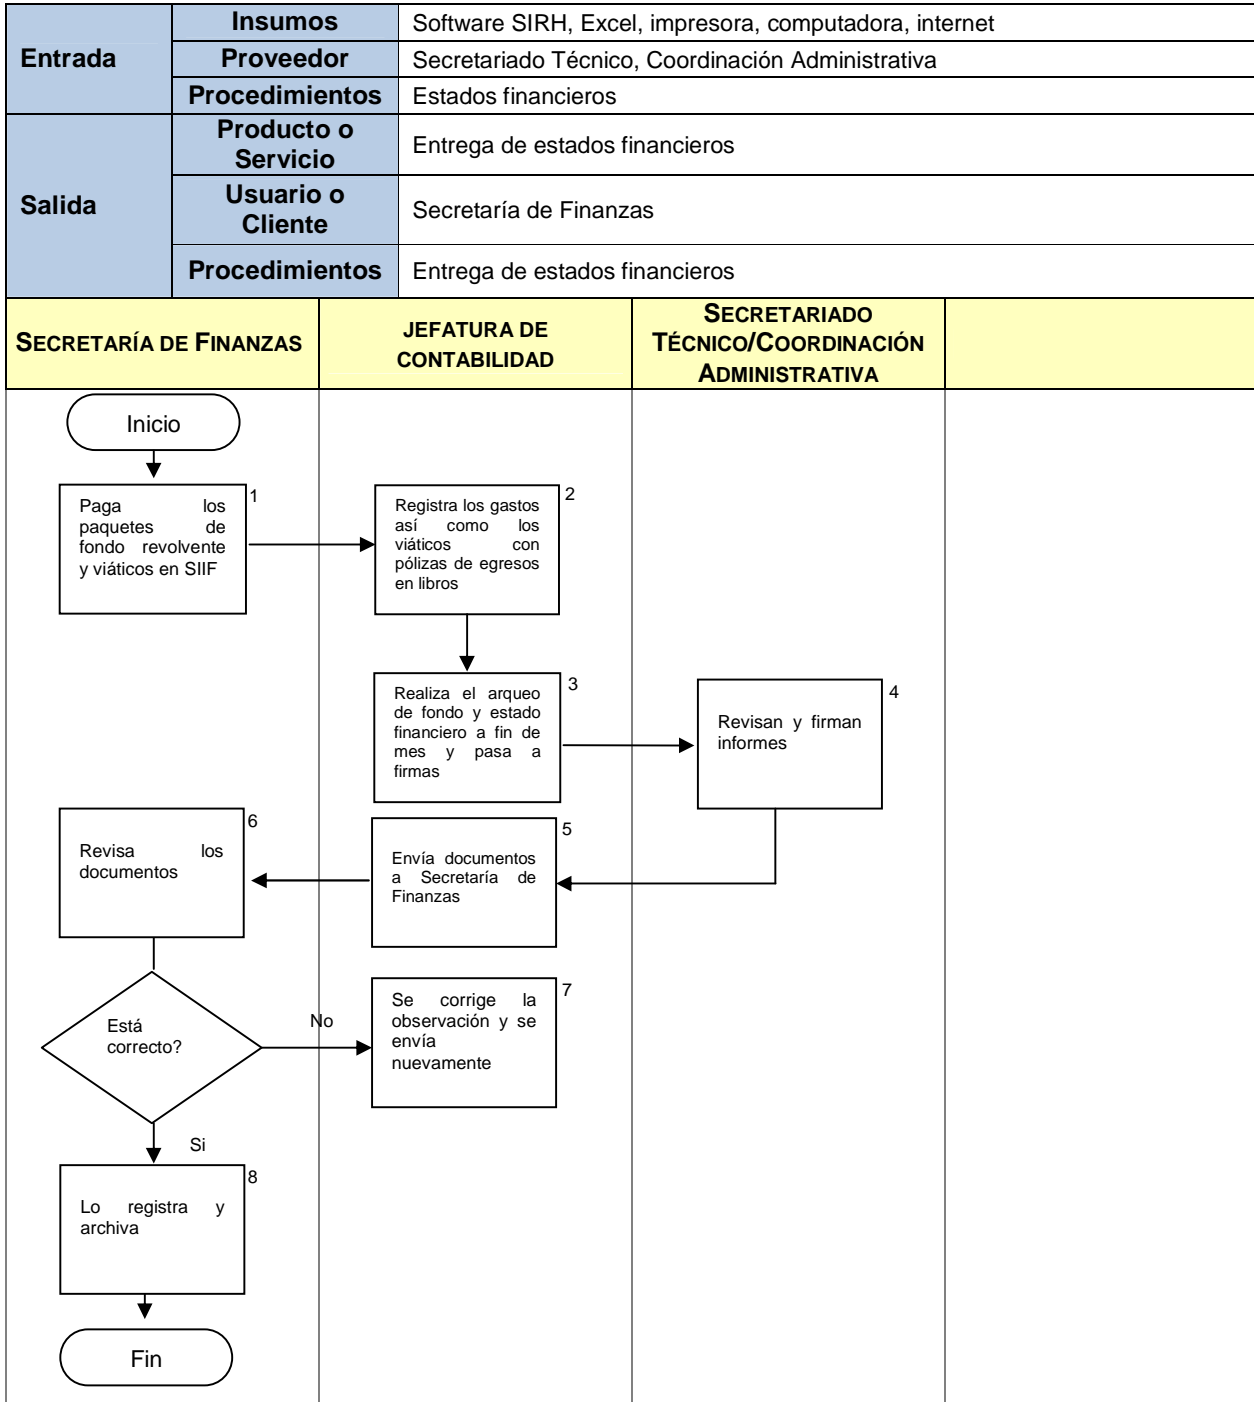 Entrada
Insumos
Software SIRH, Excel, impresora, computadora, internet
Proveedor
Secretariado Técnico, Coordinación Administrativa
Procedimientos
Estados financieros
Salida
Producto o
Servicio
Entrega de estados financieros
Usuario o
Cliente
Secretaría de Finanzas
Procedimientos
Entrega de estados financieros
SECRETARÍA DE FINANZAS
JEFATURA DE
CONTABILIDAD
SECRETARIADO
TÉCNICO/COORDINACIÓN
ADMINISTRATIVA
Inicio
1
Paga los
paquetes de
fondo revolvente
y viáticos en SIIF
2
Registra los gastos
así como los
viáticos con
pólizas de egresos
en libros
3
Realiza el arqueo
de fondo y estado
financiero a fin de
mes y pasa a
firmas
4
Revisan y firman
informes
5
Envía documentos
a Secretaría de
Finanzas
6
Revisa los
documentos
Está
correcto?
No
7
Se corrige la
observación y se
envía
nuevamente
Si
8
Lo registra y
archiva
Fin